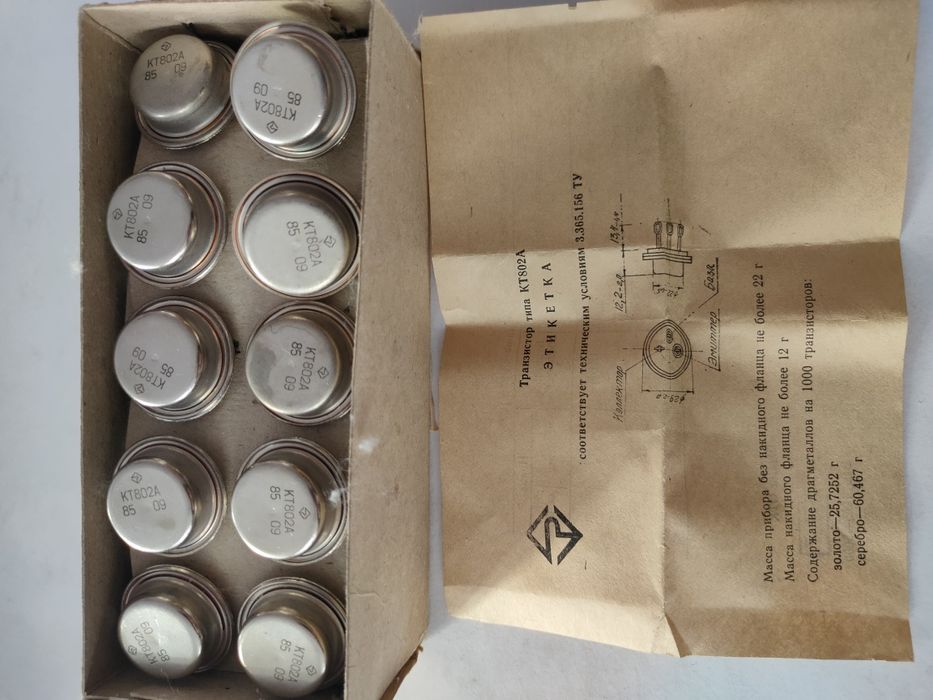 КТ802А
85 09
КТ802А
85 09
КТ802А
85 09
КТ802А
85 09
КТ802А
85 09
КТ802А
85 09
КТ802А
85 09
КТ802А
85 09
КТ802А
85 09
КТ802А
85 09
Транзистор типа КТ802А
ЭТИКЕТКА
соответствует техническим условиям 3.365.156 ТУ
Коллектор
Эмиттер
База
Масса прибора без накидного фланца не более 22 г
Масса накидного фланца не более 12 г
Содержание драгметаллов на 1000 транзисторов:
золото—25,7252 г
серебро—60,467 г